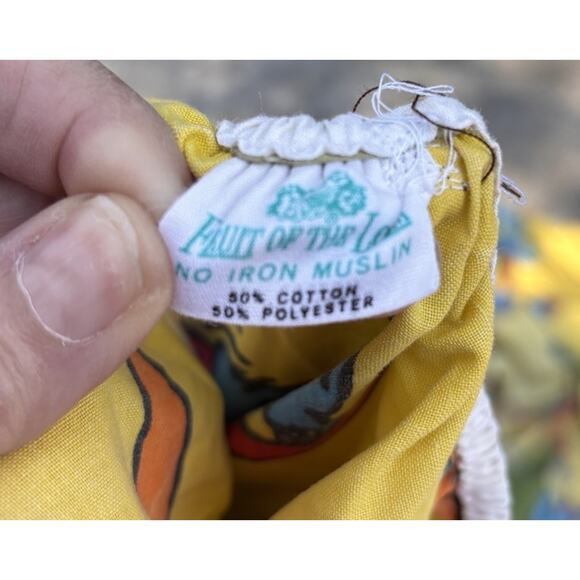 FRUIT OF THE LOOM
NO IRON MUSLIN
50% COTTON
50% POLYESTER